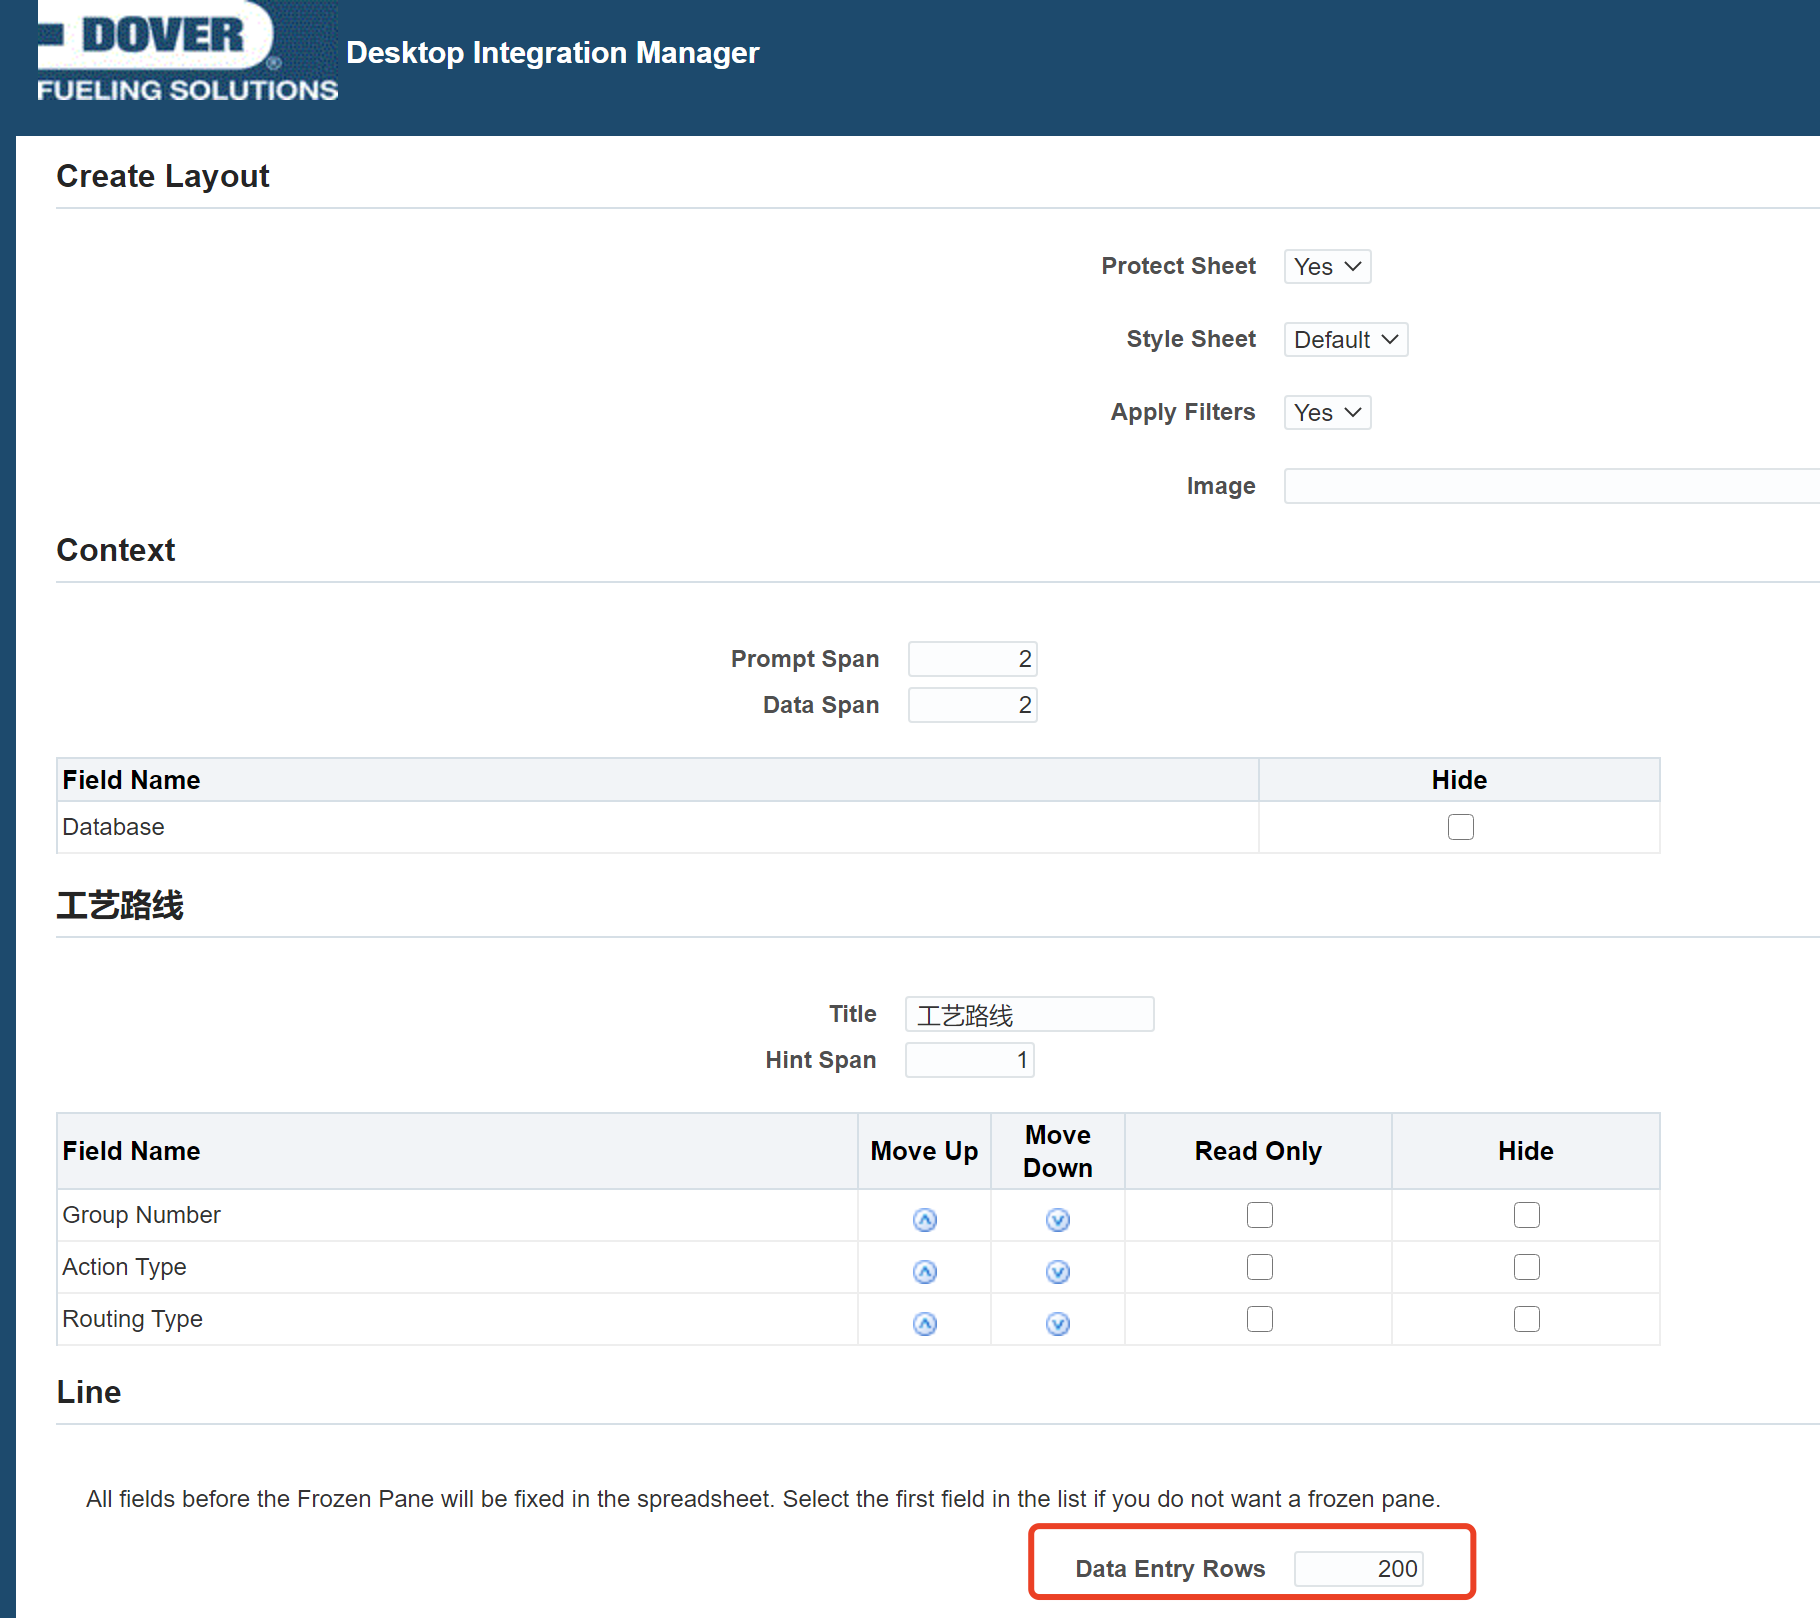 DOVER
®
FUELING SOLUTIONS
Desktop Integration Manager
Create Layout
Protect Sheet Yes
Style Sheet Default
Apply Filters Yes
Image
Context
Prompt Span 2
Data Span 2
Field Name Hide
Database
工艺路线
Title 工艺路线
Hint Span 1
Field Name Move Up Move Down Read Only Hide
Group Number
Action Type
Routing Type
Line
All fields before the Frozen Pane will be fixed in the spreadsheet. Select the first field in the list if you do not want a frozen pane.
Data Entry Rows 200